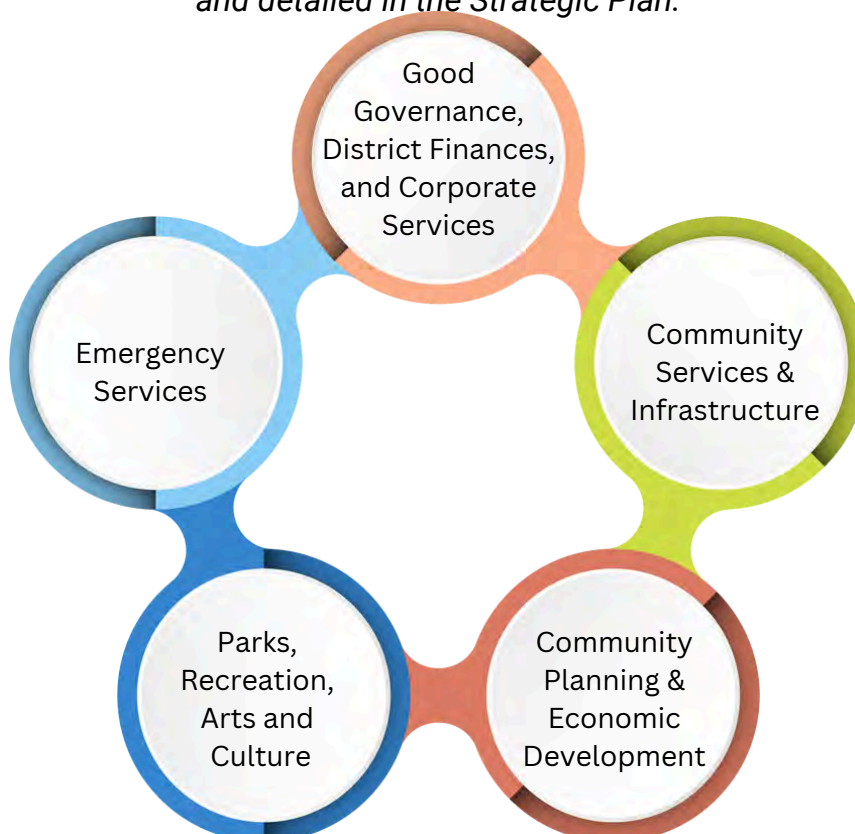 and detailed in the Strategic Plan.
Good
Governance,
District Finances,
and Corporate
Services
Community
Services &
Infrastructure
Community
Planning &
Economic
Development
Parks,
Recreation,
Arts and
Culture
Emergency
Services